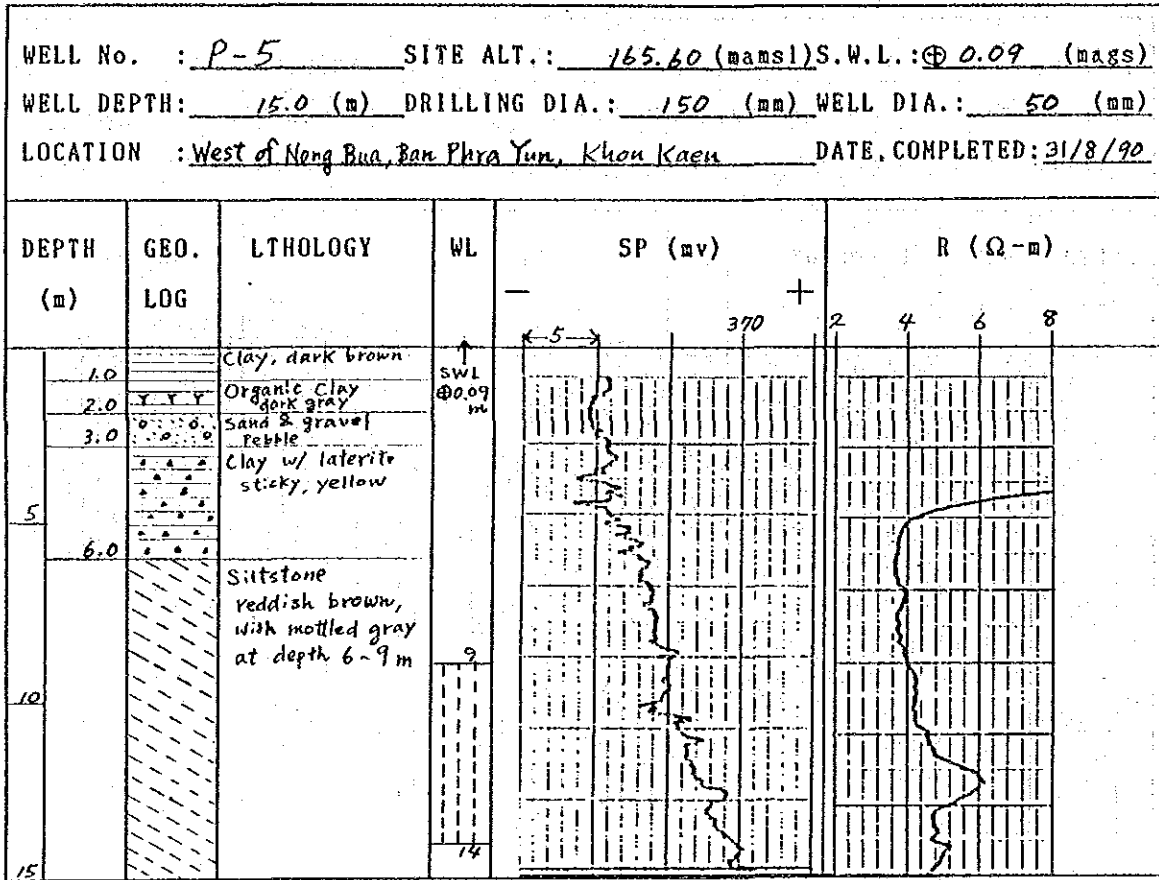 WELL No. : P-5 SITE ALT.: 165.60 (mamsl) S.W.L.: ⊕ 0.09 (mags)
WELL DEPTH: 15.0 (m) DRILLING DIA.: 150 (mm) WELL DIA.: 50 (mm)
LOCATION : West of Nong Bua, Ban Phra Yun, Khon Kaen DATE. COMPLETED: 31/8/90
DEPTH GEO. LTHOLOGY WL SP (mv) R (Ω-m)
(m) LOG − +
←5→ 370 2 4 6 8
Clay, dark brown
1.0
SWL
⊕0.09
m
Organic Clay
dark gray
2.0
Sand & gravel
Pebble
3.0
Clay w/ laterite
sticky, yellow
5
6.0
Siltstone
reddish brown,
with mottled gray
at depth 6~9 m
9
10
14
15